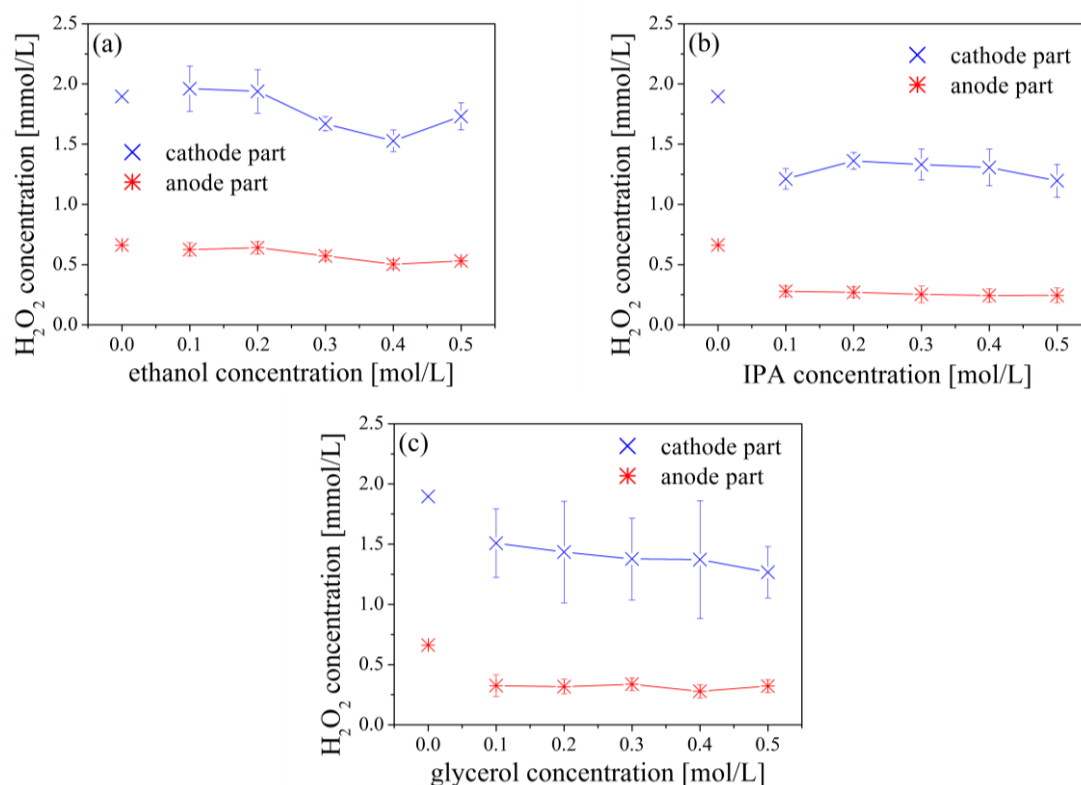 (a)
H₂O₂ concentration [mmol/L]
2.5
2.0
1.5
1.0
0.5
0.0
cathode part
anode part
0.0 0.1 0.2 0.3 0.4 0.5
ethanol concentration [mol/L]
(b)
H₂O₂ concentration [mmol/L]
2.5
2.0
1.5
1.0
0.5
0.0
cathode part
anode part
0.0 0.1 0.2 0.3 0.4 0.5
IPA concentration [mol/L]
(c)
H₂O₂ concentration [mmol/L]
2.5
2.0
1.5
1.0
0.5
0.0
cathode part
anode part
0.0 0.1 0.2 0.3 0.4 0.5
glycerol concentration [mol/L]